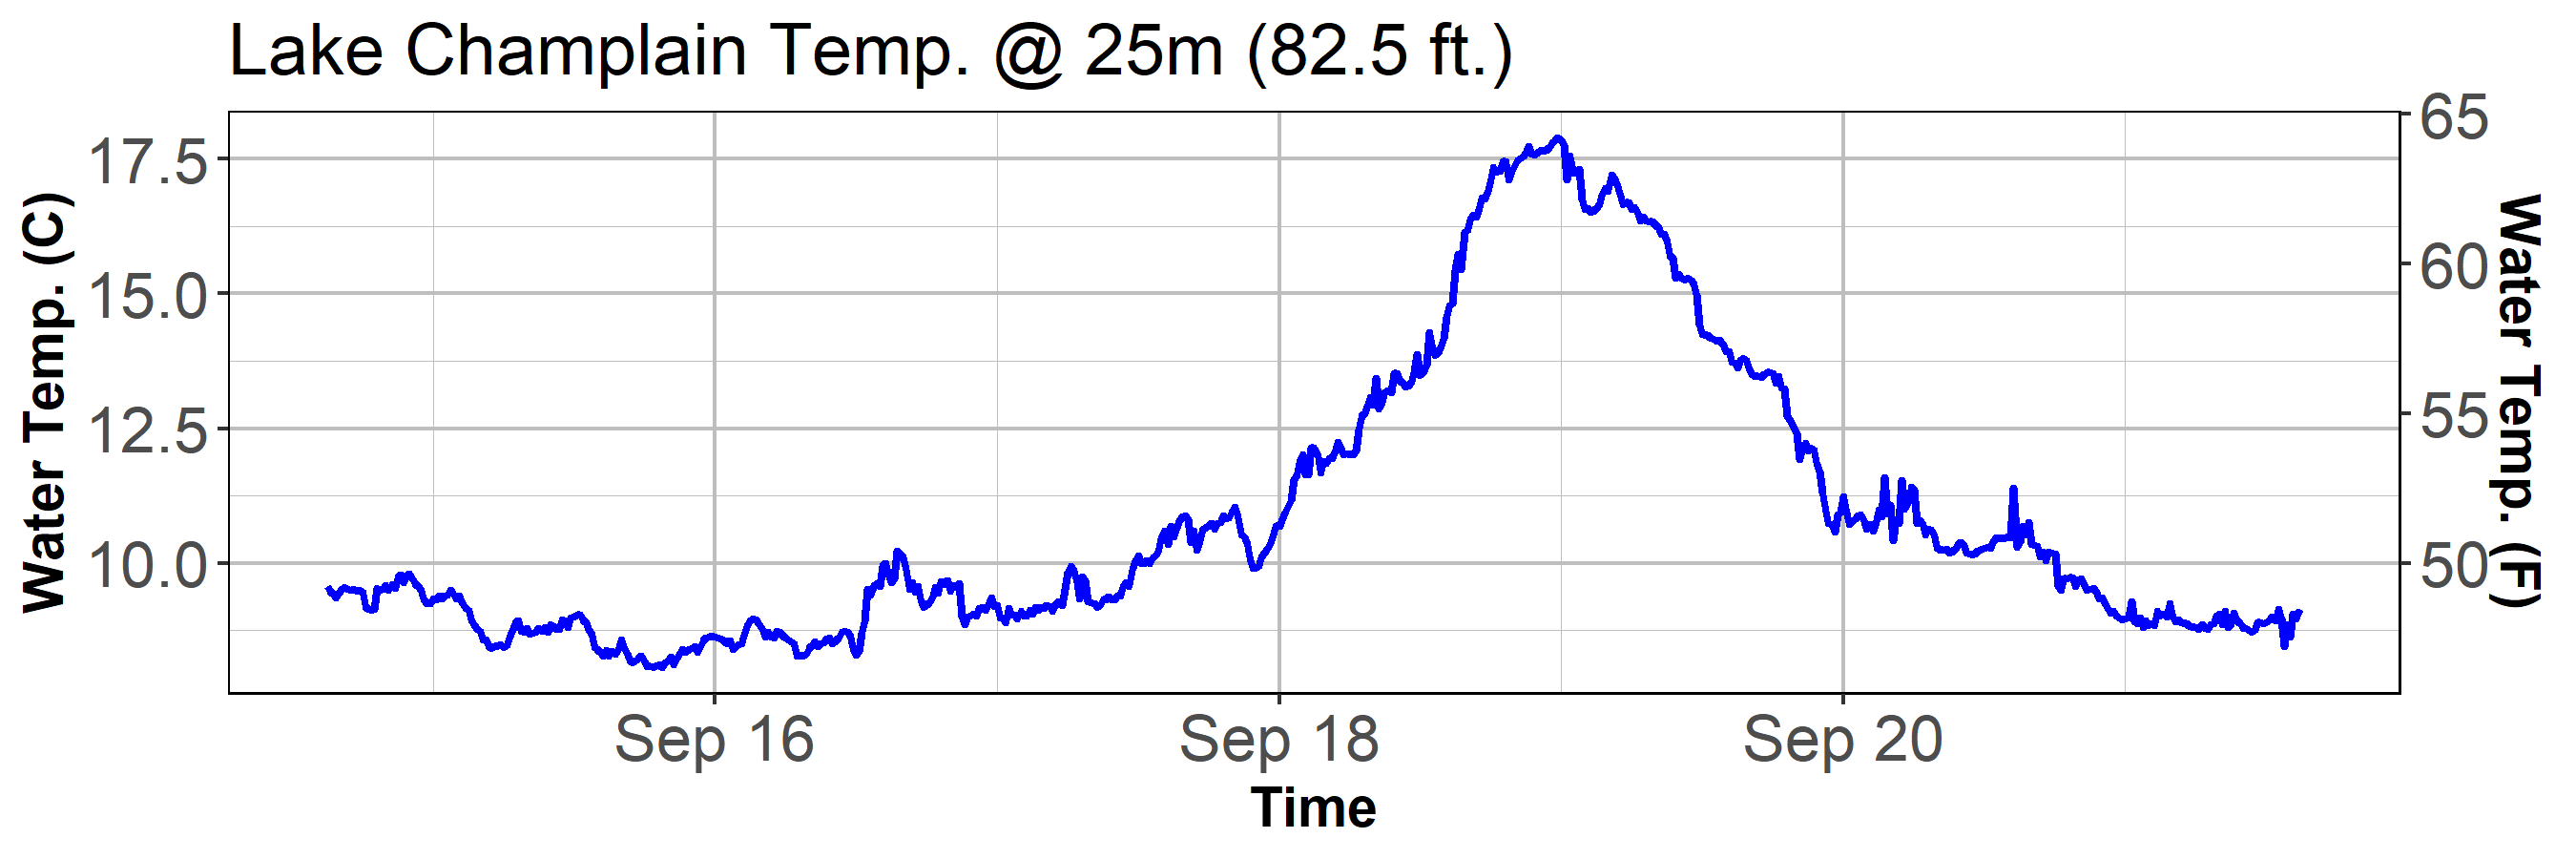 Lake Champlain Temp. @ 25m (82.5 ft.)
Water Temp. (C)
17.5
15.0
12.5
10.0
65
60
55
50
Water Temp. (F)
Sep 16
Sep 18
Sep 20
Time